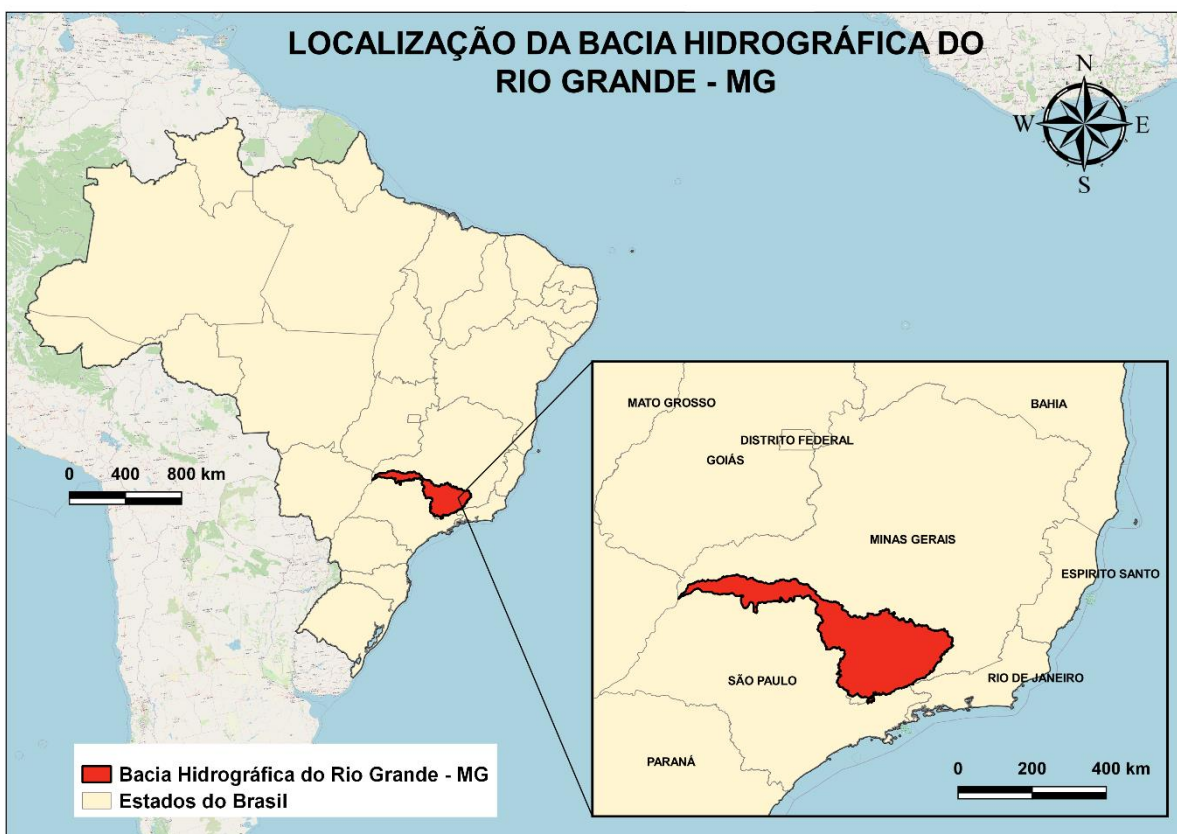 LOCALIZAÇÃO DA BACIA HIDROGRÁFICA DO
RIO GRANDE - MG
N
W
E
S
0 400 800 km
MATO GROSSO
BAHIA
DISTRITO FEDERAL
GOIÁS
MINAS GERAIS
ESPIRITO SANTO
SÃO PAULO
RIO DE JANEIRO
PARANÁ
0 200 400 km
Bacia Hidrográfica do Rio Grande - MG
Estados do Brasil